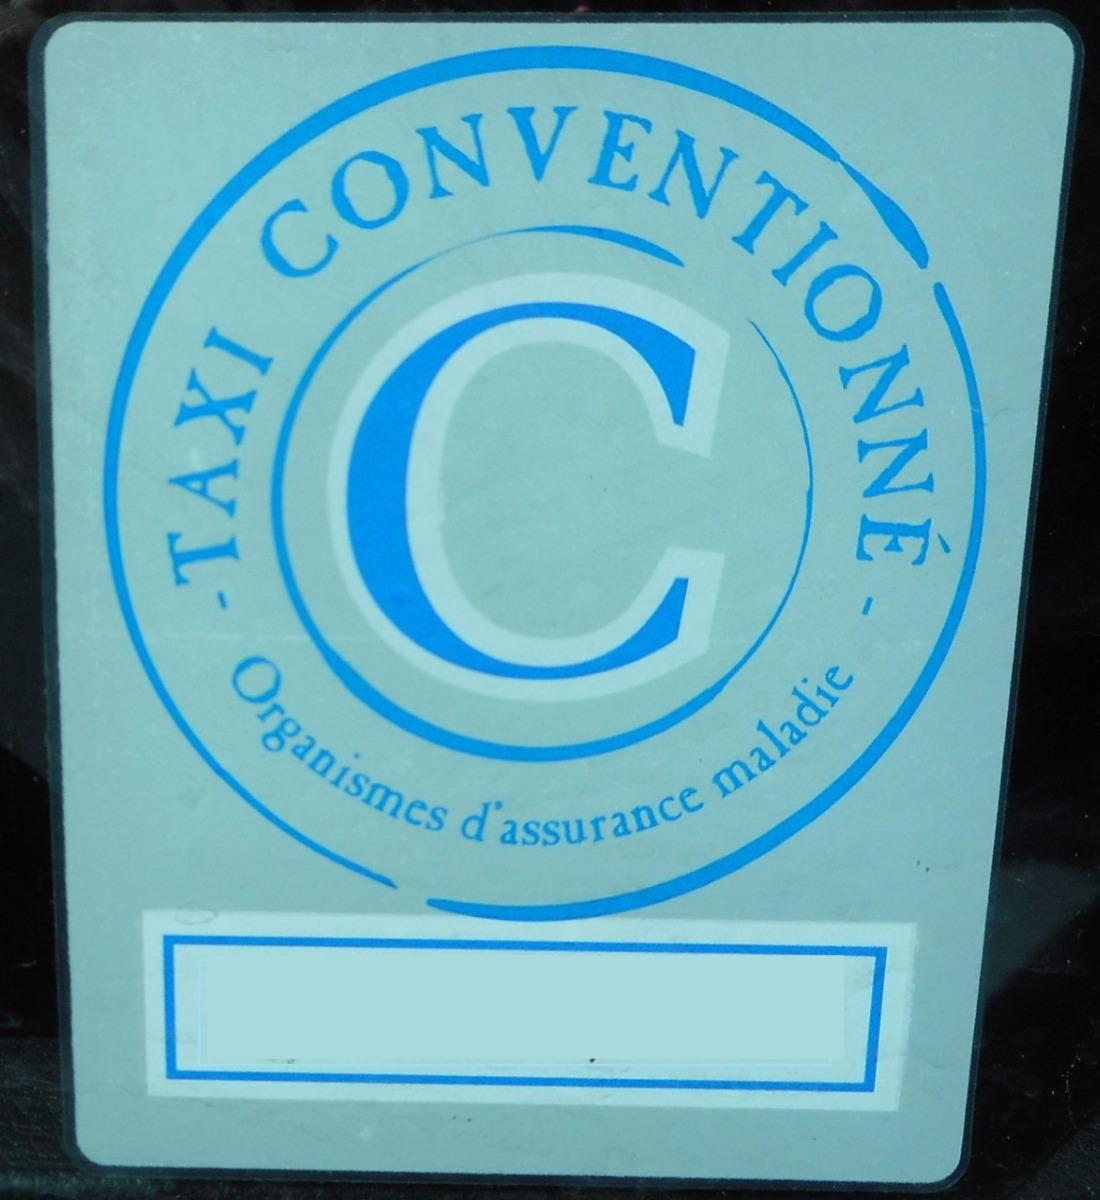 - TAXI CONVENTIONNÉ -
C
Organismes d'assurance maladie